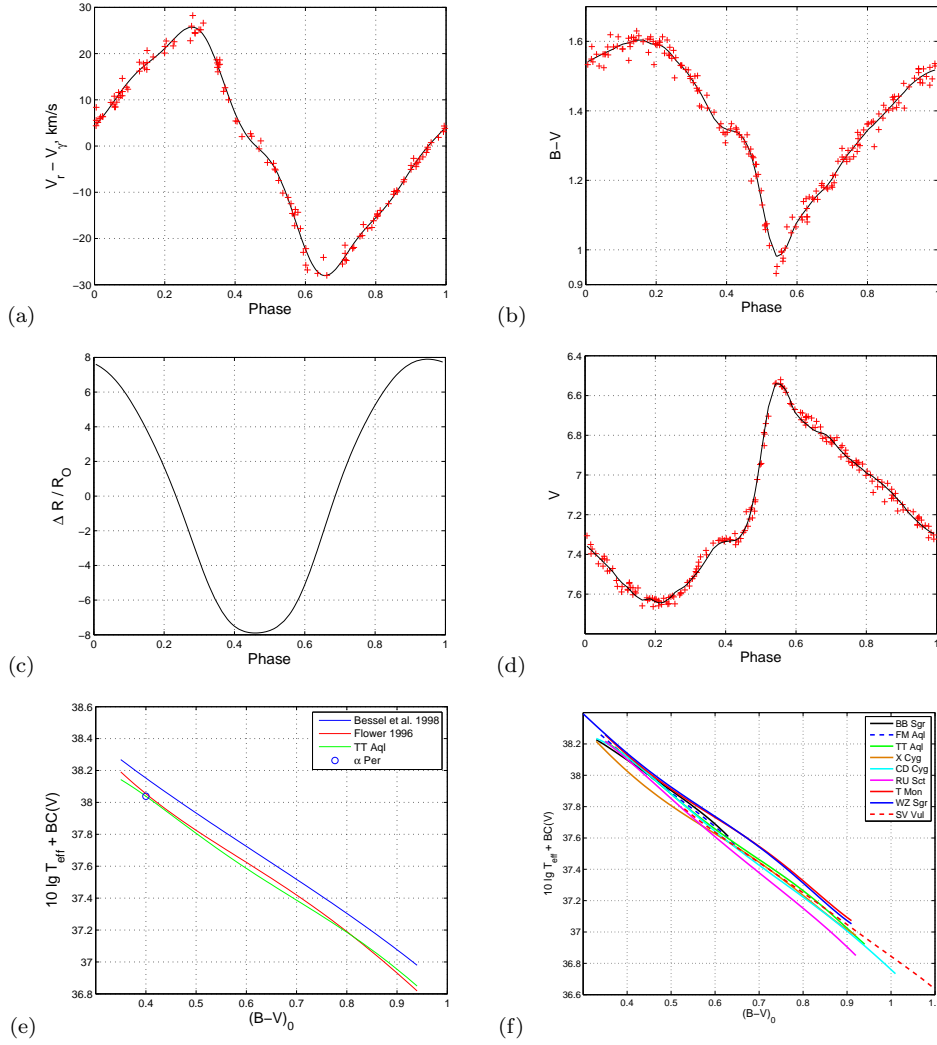 30
20
10
0
−10
−20
−30
0 0.2 0.4 0.6 0.8 1
V_r − V_γ, km/s
Phase
(a)
1.6
1.4
1.2
1
0.9
0 0.2 0.4 0.6 0.8 1
B−V
Phase
(b)
8
6
4
2
0
−2
−4
−6
−8
0 0.2 0.4 0.6 0.8 1
Δ R / R_O
Phase
(c)
6.4
6.6
6.8
7
7.2
7.4
7.6
0 0.2 0.4 0.6 0.8 1
V
Phase
(d)
38.6
38.4
38.2
38
37.8
37.6
37.4
37.2
37
36.8
36.6
0.4 0.5 0.6 0.7 0.8 0.9 1
10 lg T_eff + BC(V)
(B−V)_0
Bessel et al. 1998
Flower 1996
TT Aql
α Per
(e)
38.2
38
37.8
37.6
37.4
37.2
37
36.8
36.6
0.4 0.5 0.6 0.7 0.8 0.9 1
10 lg T_eff + BC(V)
(B−V)_0
BB Sgr
FM Aql
TT Aql
X Cyg
CD Cyg
RU Sct
T Mon
WZ Sgr
SV Vul
(f)